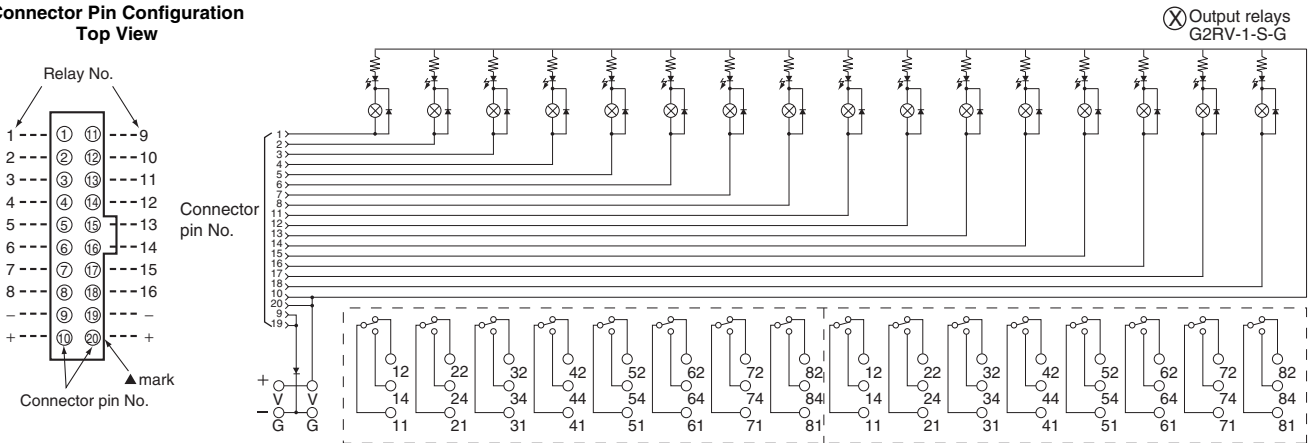 Connector Pin Configuration
Top View
Output relays
G2RV-1-S-G
Relay No.
1 1 11 9
2 2 12 10
3 3 13 11
4 4 14 12
5 5 15 13
6 6 16 14
7 7 17 15
8 8 18 16
− 9 19 −
+ 10 20 +
▲mark
Connector pin No.
Connector
pin No.
1
2
3
4
5
6
7
8
11
12
13
14
15
16
17
18
10
20
9
19
+
V V
−
G G
12 22 32 42 52 62 72 82 12 22 32 42 52 62 72 82
14 24 34 44 54 64 74 84 14 24 34 44 54 64 74 84
11 21 31 41 51 61 71 81 11 21 31 41 51 61 71 81